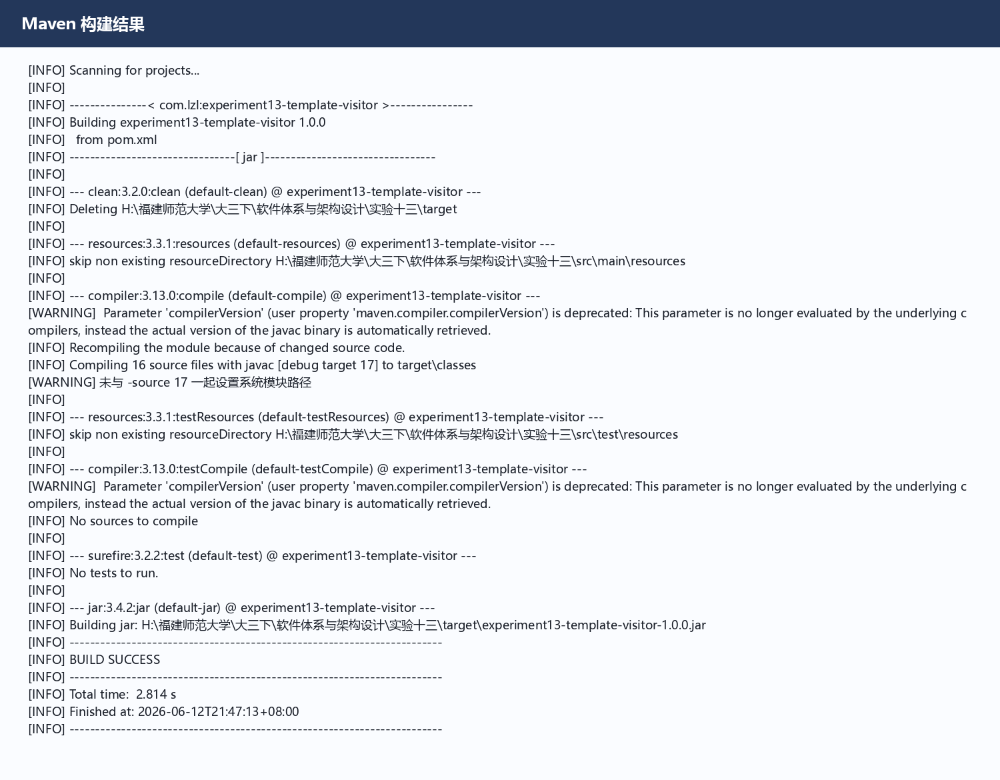 Maven 构建结果
[INFO] Scanning for projects...
[INFO]
[INFO] ---------------< com.lzl:experiment13-template-visitor >----------------
[INFO] Building experiment13-template-visitor 1.0.0
[INFO]   from pom.xml
[INFO] --------------------------------[ jar ]---------------------------------
[INFO]
[INFO] --- clean:3.2.0:clean (default-clean) @ experiment13-template-visitor ---
[INFO] Deleting H:\福建师范大学\大三下\软件体系与架构设计\实验十三\target
[INFO]
[INFO] --- resources:3.3.1:resources (default-resources) @ experiment13-template-visitor ---
[INFO] skip non existing resourceDirectory H:\福建师范大学\大三下\软件体系与架构设计\实验十三\src\main\resources
[INFO]
[INFO] --- compiler:3.13.0:compile (default-compile) @ experiment13-template-visitor ---
[WARNING]  Parameter 'compilerVersion' (user property 'maven.compiler.compilerVersion') is deprecated: This parameter is no longer evaluated by the underlying c
ompilers, instead the actual version of the javac binary is automatically retrieved.
[INFO] Recompiling the module because of changed source code.
[INFO] Compiling 16 source files with javac [debug target 17] to target\classes
[WARNING] 未与 -source 17 一起设置系统模块路径
[INFO]
[INFO] --- resources:3.3.1:testResources (default-testResources) @ experiment13-template-visitor ---
[INFO] skip non existing resourceDirectory H:\福建师范大学\大三下\软件体系与架构设计\实验十三\src\test\resources
[INFO]
[INFO] --- compiler:3.13.0:testCompile (default-testCompile) @ experiment13-template-visitor ---
[WARNING]  Parameter 'compilerVersion' (user property 'maven.compiler.compilerVersion') is deprecated: This parameter is no longer evaluated by the underlying c
ompilers, instead the actual version of the javac binary is automatically retrieved.
[INFO] No sources to compile
[INFO]
[INFO] --- surefire:3.2.2:test (default-test) @ experiment13-template-visitor ---
[INFO] No tests to run.
[INFO]
[INFO] --- jar:3.4.2:jar (default-jar) @ experiment13-template-visitor ---
[INFO] Building jar: H:\福建师范大学\大三下\软件体系与架构设计\实验十三\target\experiment13-template-visitor-1.0.0.jar
[INFO] ------------------------------------------------------------------------
[INFO] BUILD SUCCESS
[INFO] ------------------------------------------------------------------------
[INFO] Total time:  2.814 s
[INFO] Finished at: 2026-06-12T21:47:13+08:00
[INFO] ------------------------------------------------------------------------